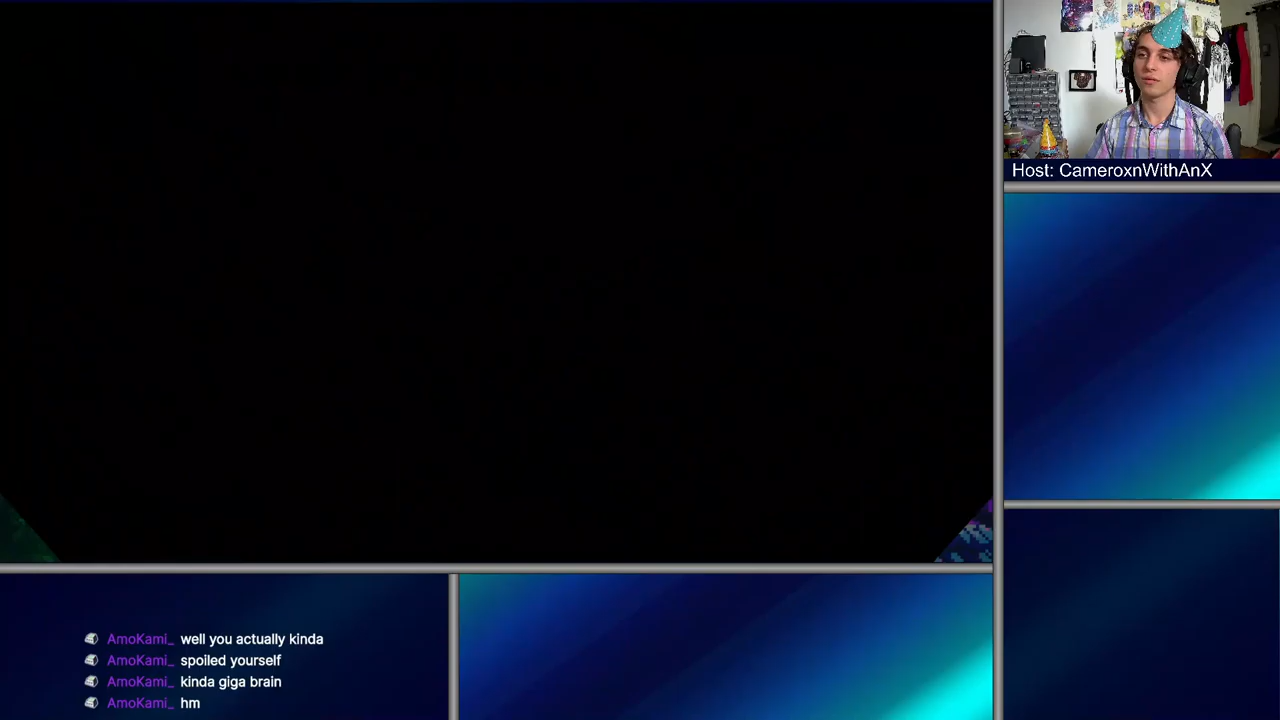 Host: CameroxnWithAnX
AmoKami_ well you actually kinda
AmoKami_ spoiled yourself
AmoKami_ kinda giga brain
AmoKami_ hm